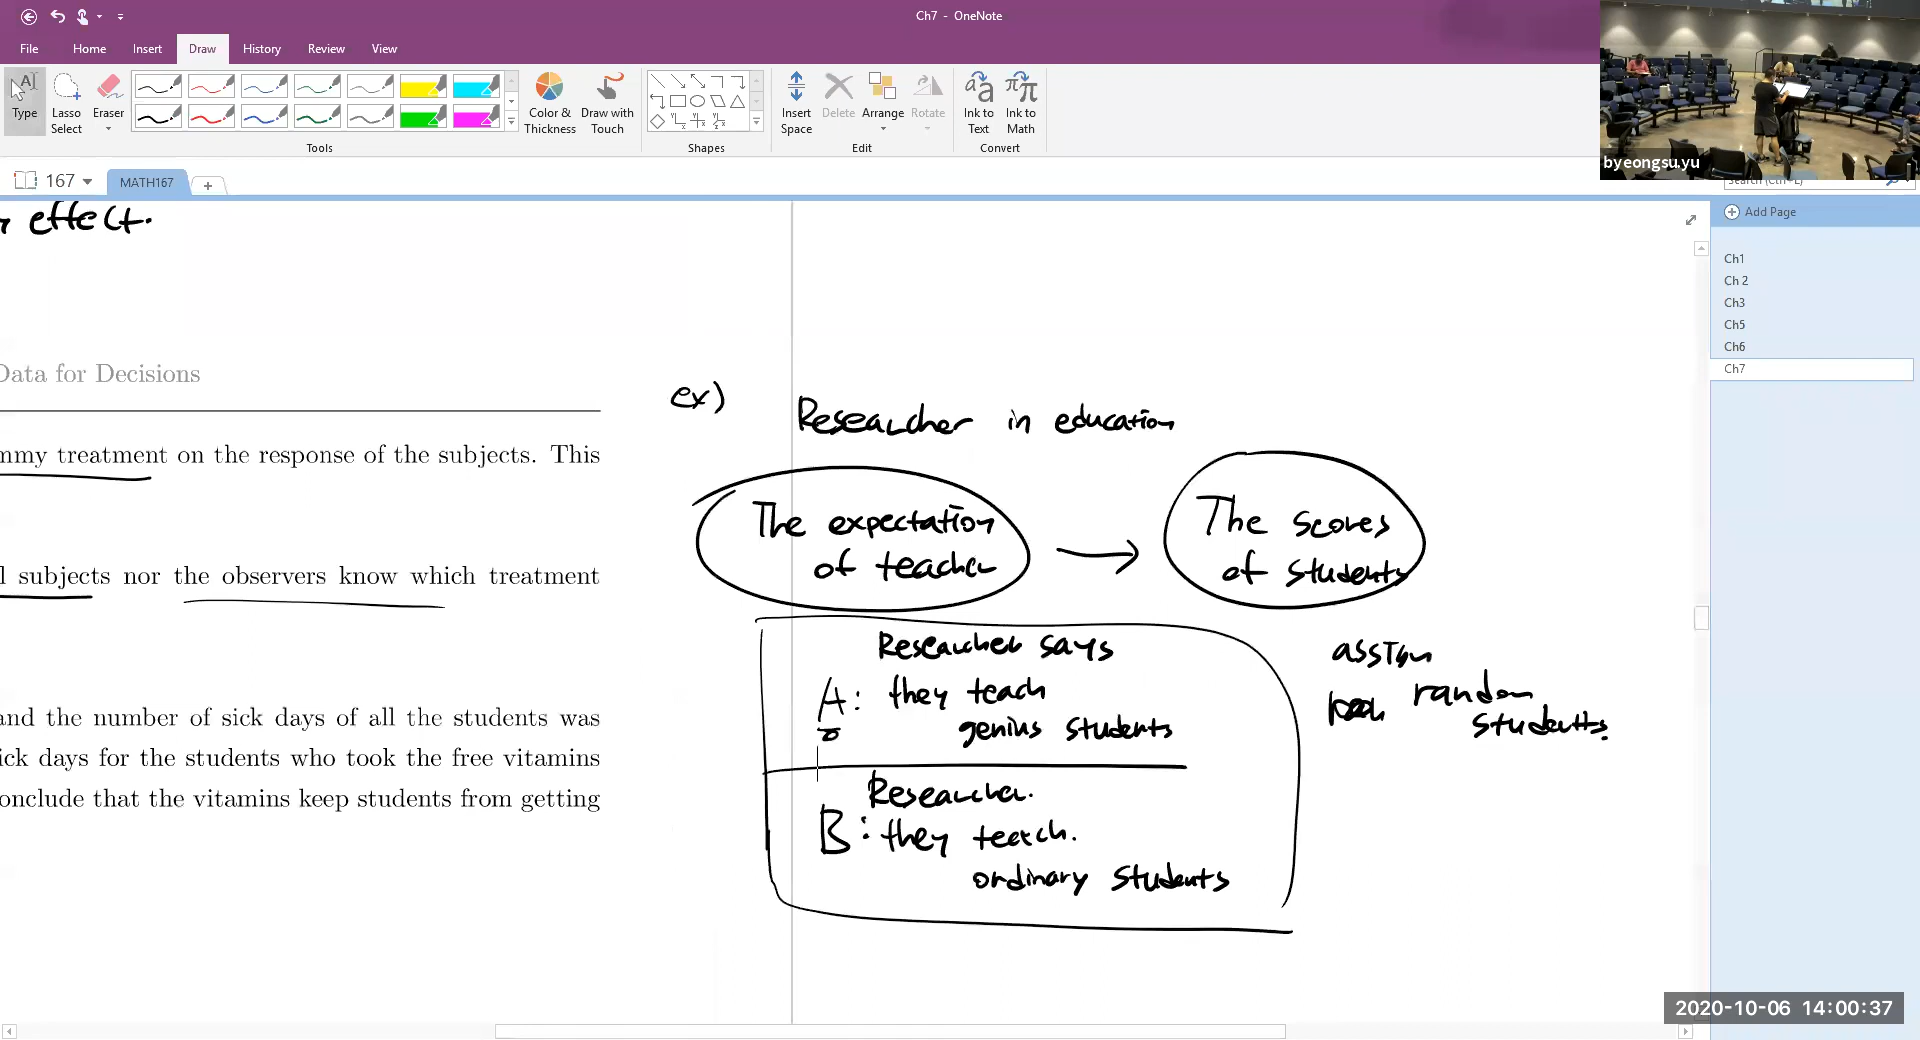 Ch7 - OneNote
File Home Insert Draw History Review View
Type
Lasso Select
Eraser
Color & Thickness
Draw with Touch
Insert Space
Delete
Arrange
Rotate
Ink to Text
Ink to Math
Tools
Shapes
Edit
Convert
byeongsu.yu
167
MATH167
Search (Ctrl+E)
Add Page
Ch1
Ch 2
Ch3
Ch5
Ch6
Ch7
effect.
Data for Decisions
mmy treatment on the response of the subjects. This
l subjects nor the observers know which treatment
and the number of sick days of all the students was
ick days for the students who took the free vitamins
onclude that the vitamins keep students from getting
ex)
Researcher in education
The expectation
of teacher
→
The scores
of students
Researcher says
A: they teach
genius students
Researcher.
B: they teach.
ordinary students
assign
random
students.
2020-10-06 14:00:37